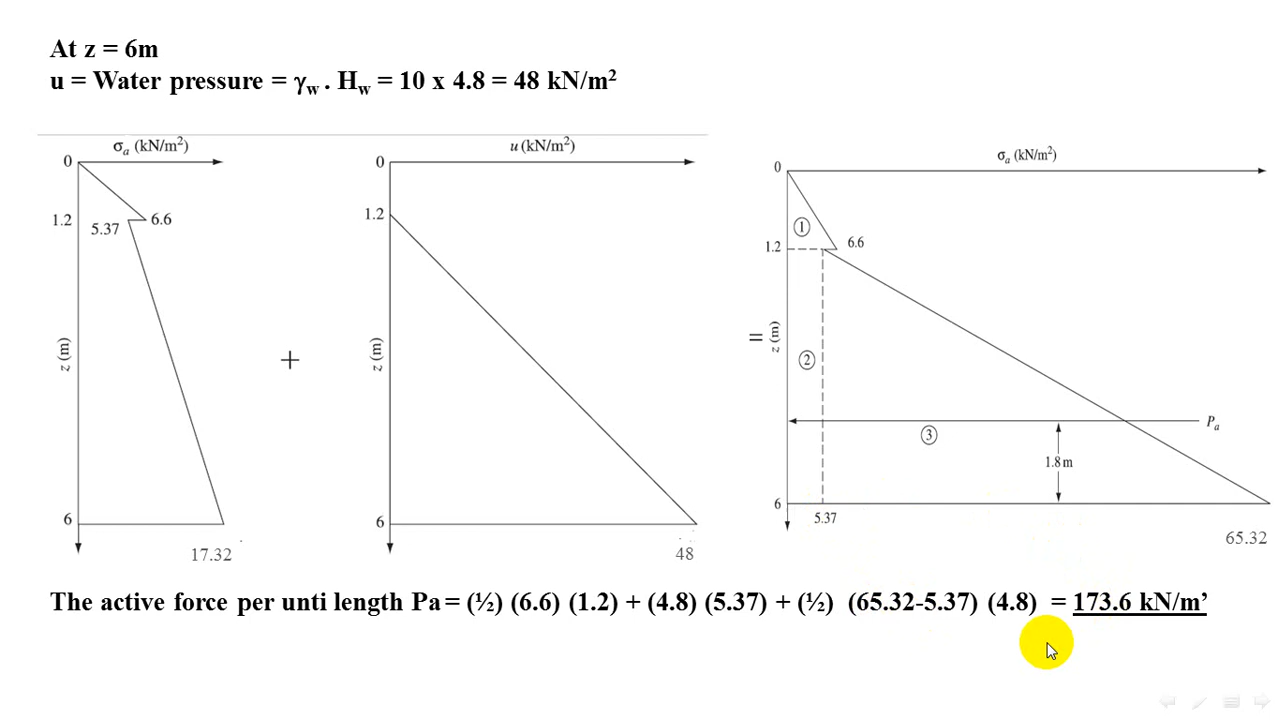 At z = 6m
u = Water pressure = γw . Hw = 10 x 4.8 = 48 kN/m²
σa (kN/m²)
0
1.2
5.37
6.6
z (m)
6
17.32
+
u (kN/m²)
0
1.2
z (m)
6
48
=
σa (kN/m²)
0
1
1.2
6.6
z (m)
2
Pa
3
1.8 m
6
5.37
65.32
The active force per unti length Pa = (½) (6.6) (1.2) + (4.8) (5.37) + (½) (65.32-5.37) (4.8) = 173.6 kN/m’